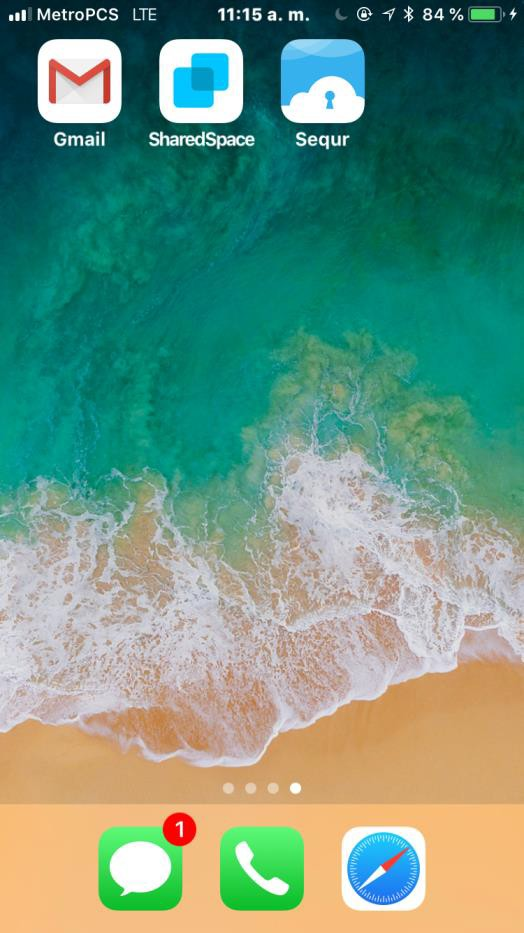 MetroPCS LTE 11:15 a. m. 84 %
Gmail SharedSpace Sequr
1